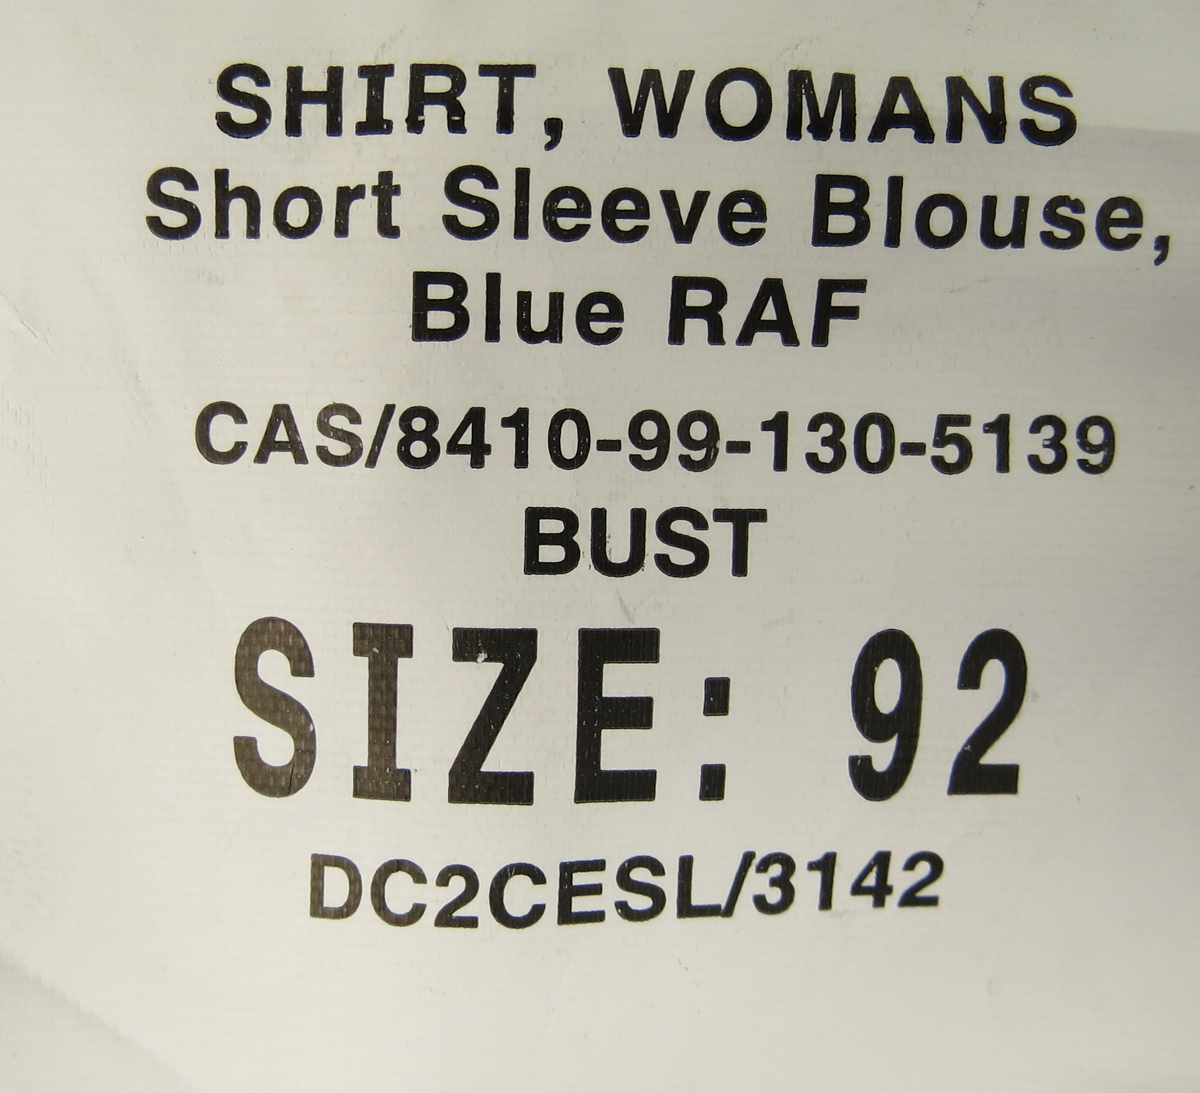 SHIRT, WOMANS
Short Sleeve Blouse,
Blue RAF
CAS/8410-99-130-5139
BUST
SIZE: 92
DC2CESL/3142